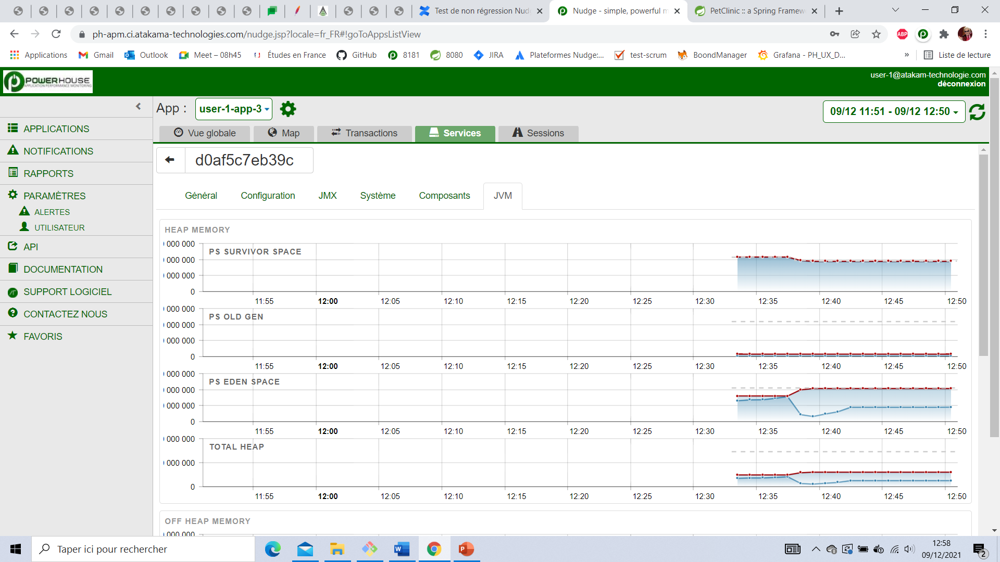 Test de non régression Nud
Nudge - simple, powerful m
PetClinic :: a Spring Framew
ph-apm.ci.atakama-technologies.com/nudge.jsp?locale=fr_FR#!goToAppsListView
ABP
Applications
Gmail
Outlook
Meet – 08h45
Études en France
GitHub
8181
8080
JIRA
Plateformes Nudge:...
test-scrum
BoondManager
Grafana - PH_UX_D...
»
Liste de lecture
POWERHOUSE
APPLICATION PERFORMANCE MONITORING
user-1@atakam-technologie.com
déconnexion
App :
user-1-app-3
09/12 11:51 - 09/12 12:50
APPLICATIONS
NOTIFICATIONS
RAPPORTS
PARAMÈTRES
ALERTES
UTILISATEUR
API
DOCUMENTATION
SUPPORT LOGICIEL
CONTACTEZ NOUS
FAVORIS
Vue globale
Map
Transactions
Services
Sessions
d0af5c7eb39c
Général
Configuration
JMX
Système
Composants
JVM
HEAP MEMORY
PS SURVIVOR SPACE
000 000
000 000
000 000
0
11:55 12:00 12:05 12:10 12:15 12:20 12:25 12:30 12:35 12:40 12:45 12:50
PS OLD GEN
000 000
000 000
000 000
0
11:55 12:00 12:05 12:10 12:15 12:20 12:25 12:30 12:35 12:40 12:45 12:50
PS EDEN SPACE
000 000
000 000
000 000
0
11:55 12:00 12:05 12:10 12:15 12:20 12:25 12:30 12:35 12:40 12:45 12:50
TOTAL HEAP
000 000
000 000
0
11:55 12:00 12:05 12:10 12:15 12:20 12:25 12:30 12:35 12:40 12:45 12:50
OFF HEAP MEMORY
000 000
Taper ici pour rechercher
12:58
09/12/2021
2